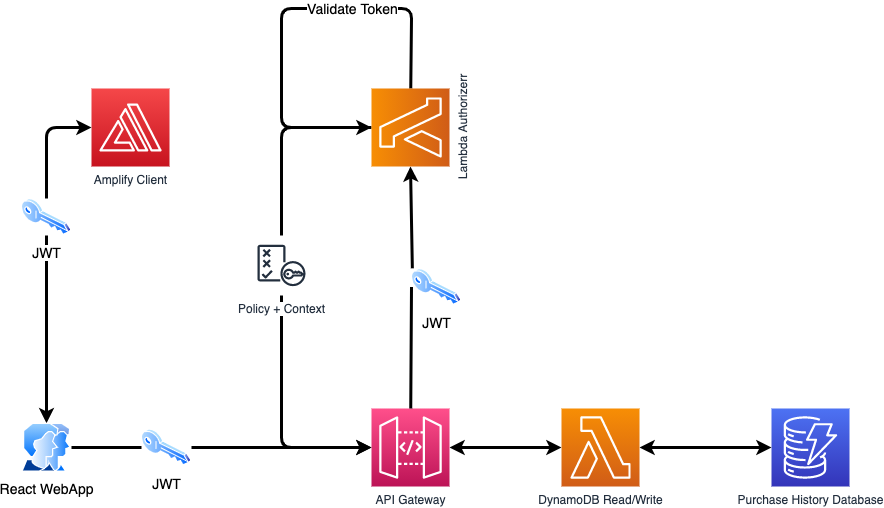 Validate Token
Lambda Authorizerr
Amplify Client
JWT
Policy + Context
JWT
</>
React WebApp
JWT
API Gateway
DynamoDB Read/Write
Purchase History Database